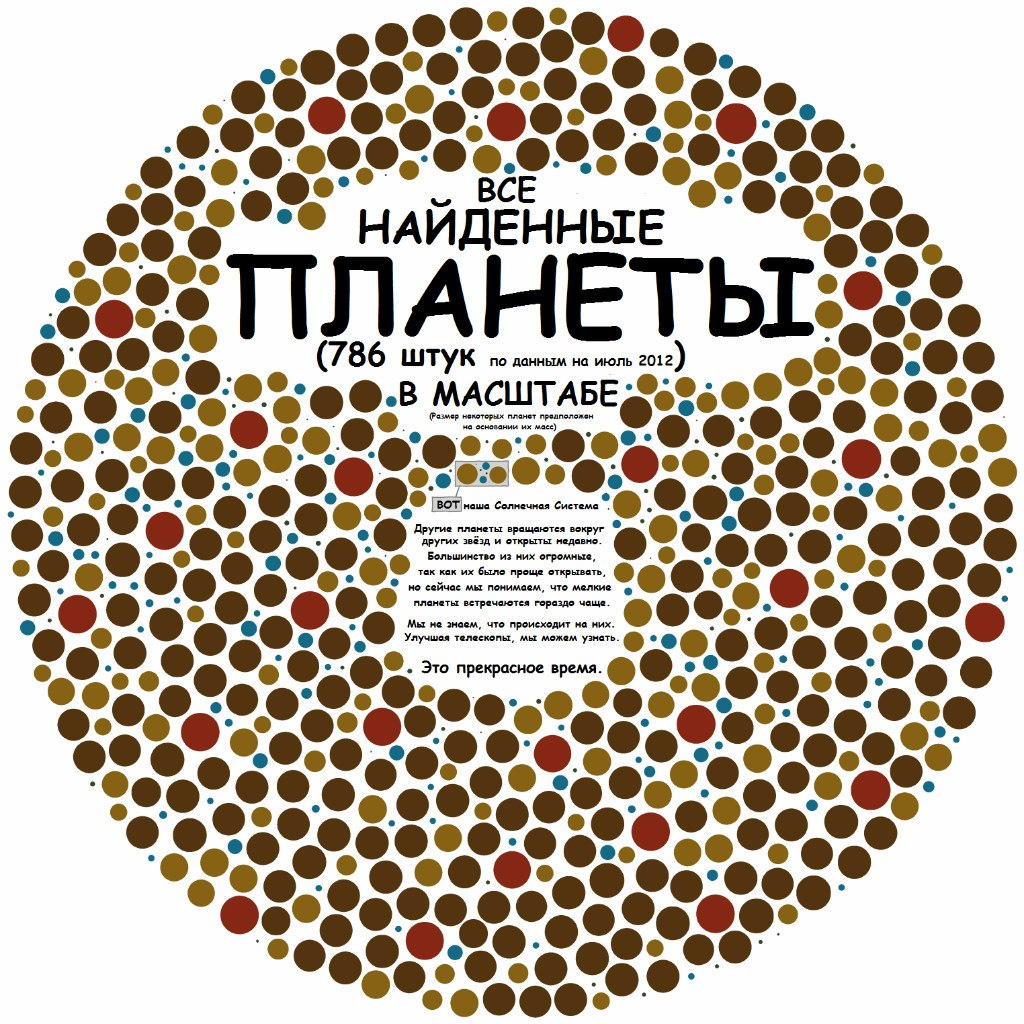 ВСЕ
НАЙДЕННЫЕ
ПЛАНЕТЫ
(786 штук по данным на июль 2012)
В МАСШТАБЕ
(Размер некоторых планет предположен
на основании их масс)
ВОТ наша Солнечная Система
Другие планеты вращаются вокруг
других звёзд и открыты недавно.
Большинство из них огромные,
так как их было проще открывать,
но сейчас мы понимаем, что мелкие
планеты встречаются гораздо чаще.
Мы не знаем, что происходит на них.
Улучшая телескопы, мы можем узнать.
Это прекрасное время.